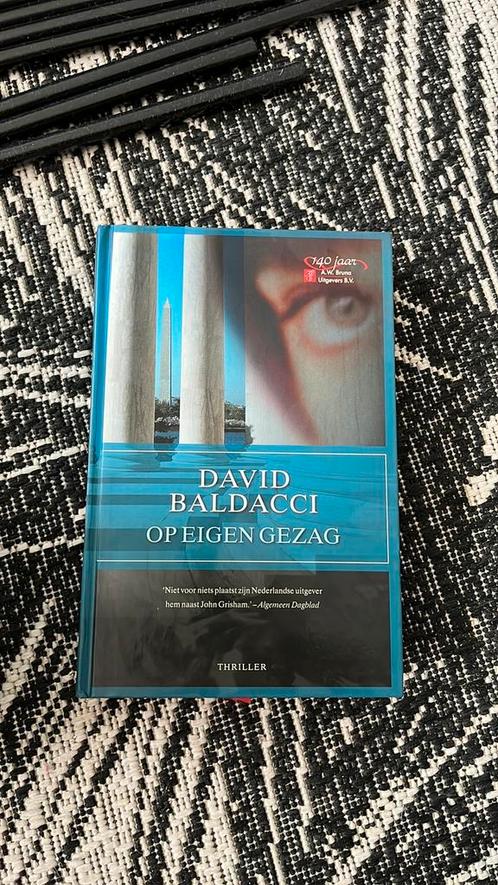 140 jaar
A.W. Bruna
Uitgevers B.V.
DAVID
BALDACCI
OP EIGEN GEZAG
'Niet voor niets plaatst zijn Nederlandse uitgever
hem naast John Grisham.' – Algemeen Dagblad
THRILLER